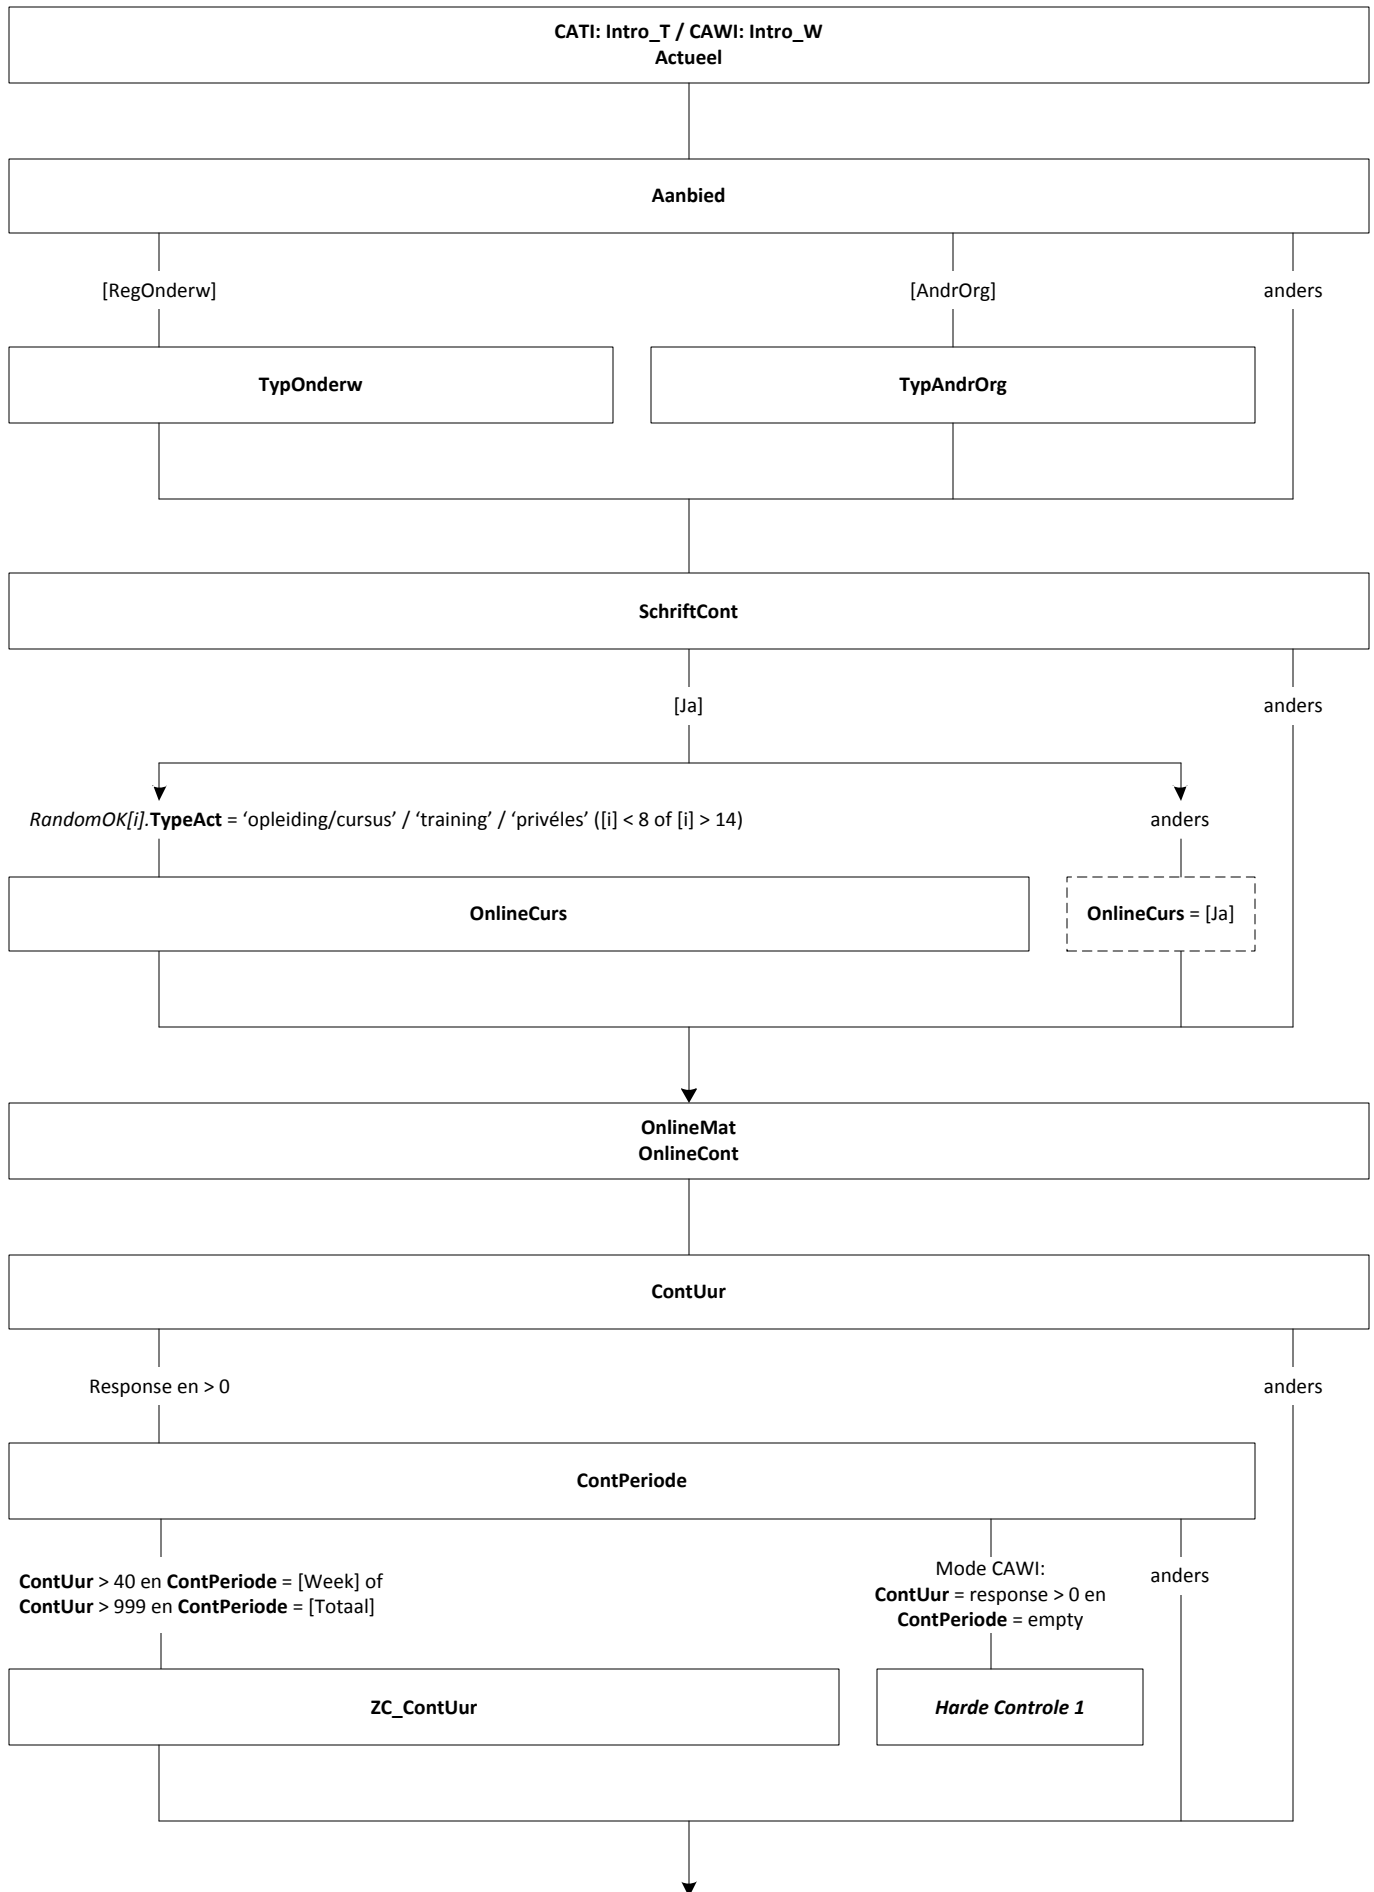 CATI: Intro_T / CAWI: Intro_W
Actueel
Aanbied
[RegOnderw]
[AndrOrg]
anders
TypOnderw
TypAndrOrg
SchriftCont
[Ja]
anders
RandomOK[i].TypeAct = ‘opleiding/cursus’ / ‘training’ / ‘privéles’ ([i] < 8 of [i] > 14)
anders
OnlineCurs
OnlineCurs = [Ja]
OnlineMat
OnlineCont
ContUur
Response en > 0
anders
ContPeriode
ContUur > 40 en ContPeriode = [Week] of
ContUur > 999 en ContPeriode = [Totaal]
Mode CAWI:
ContUur = response > 0 en
ContPeriode = empty
anders
ZC_ContUur
Harde Controle 1